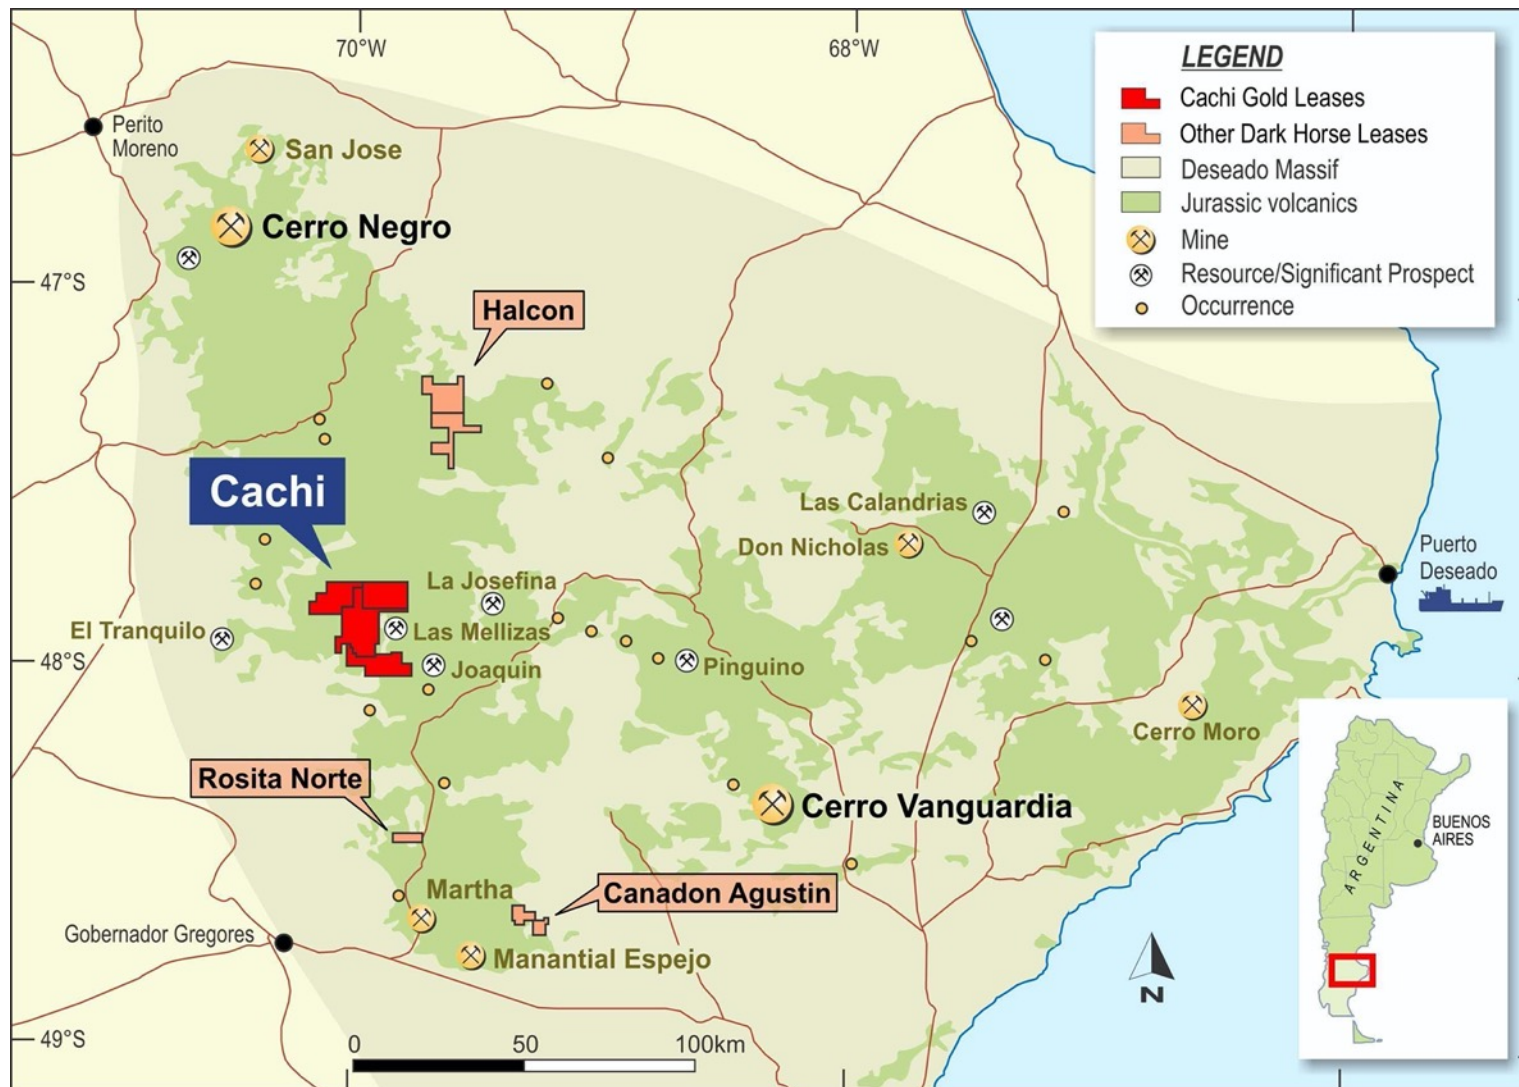 70°W
68°W
LEGEND
Cachi Gold Leases
Other Dark Horse Leases
Deseado Massif
Jurassic volcanics
Mine
Resource/Significant Prospect
Occurrence
Perito
Moreno
San Jose
Cerro Negro
47°S
Halcon
Cachi
Las Calandrias
Don Nicholas
Puerto
Deseado
La Josefina
El Tranquilo
Las Mellizas
48°S
Joaquin
Pinguino
Cerro Moro
Rosita Norte
Cerro Vanguardia
ARGENTINA
BUENOS
AIRES
Martha
Canadon Agustin
Gobernador Gregores
Manantial Espejo
N
49°S
0 50 100km